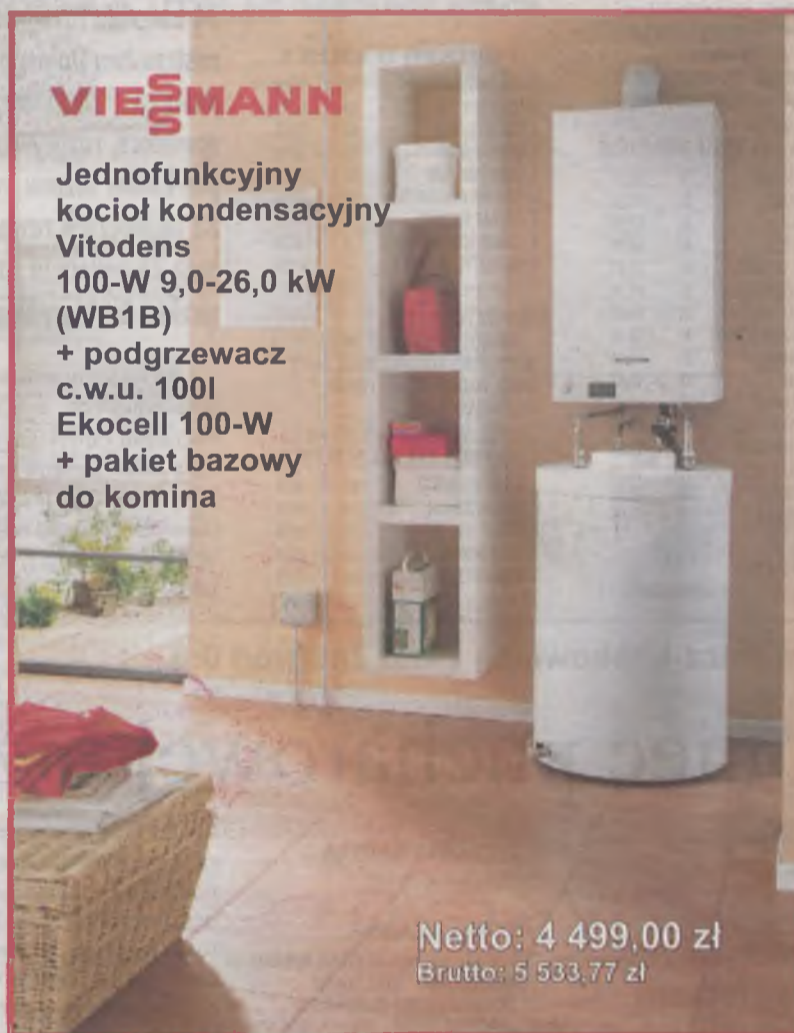 VIESSMANN
Jednofunkcyjny
kocioł kondensacyjny
Vitodens
100-W 9,0-26,0 kW
(WB1B)
+ podgrzewacz
c.w.u. 100l
Ekocell 100-W
+ pakiet bazowy
do komina
Netto: 4 499,00 zł
Brutto: 5 533,77 zł